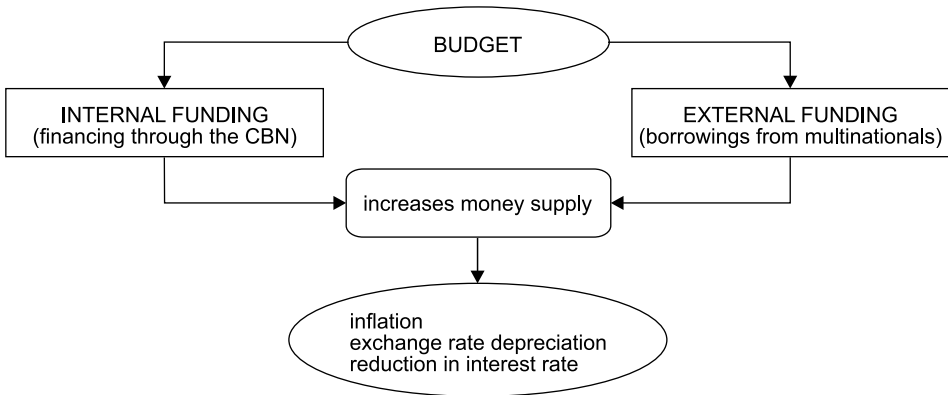 BUDGET
INTERNAL FUNDING
(financing through the CBN)
EXTERNAL FUNDING
(borrowings from multinationals)
increases money supply
inflation
exchange rate depreciation
reduction in interest rate